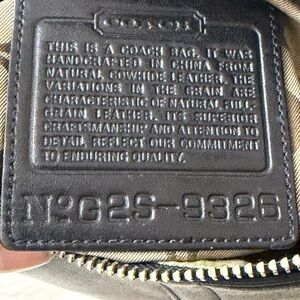 COACH
THIS IS A COACH BAG. IT WAS
HANDCRAFTED IN CHINA FROM
NATURAL COWHIDE LEATHER. THE
VARIATIONS IN THE GRAIN ARE
CHARACTERISTIC OF NATURAL FULL
GRAIN LEATHER. ITS SUPERIOR
CRAFTSMANSHIP AND ATTENTION TO
DETAIL REFLECT OUR COMMITMENT
TO ENDURING QUALITY.
Nº G2S-9326